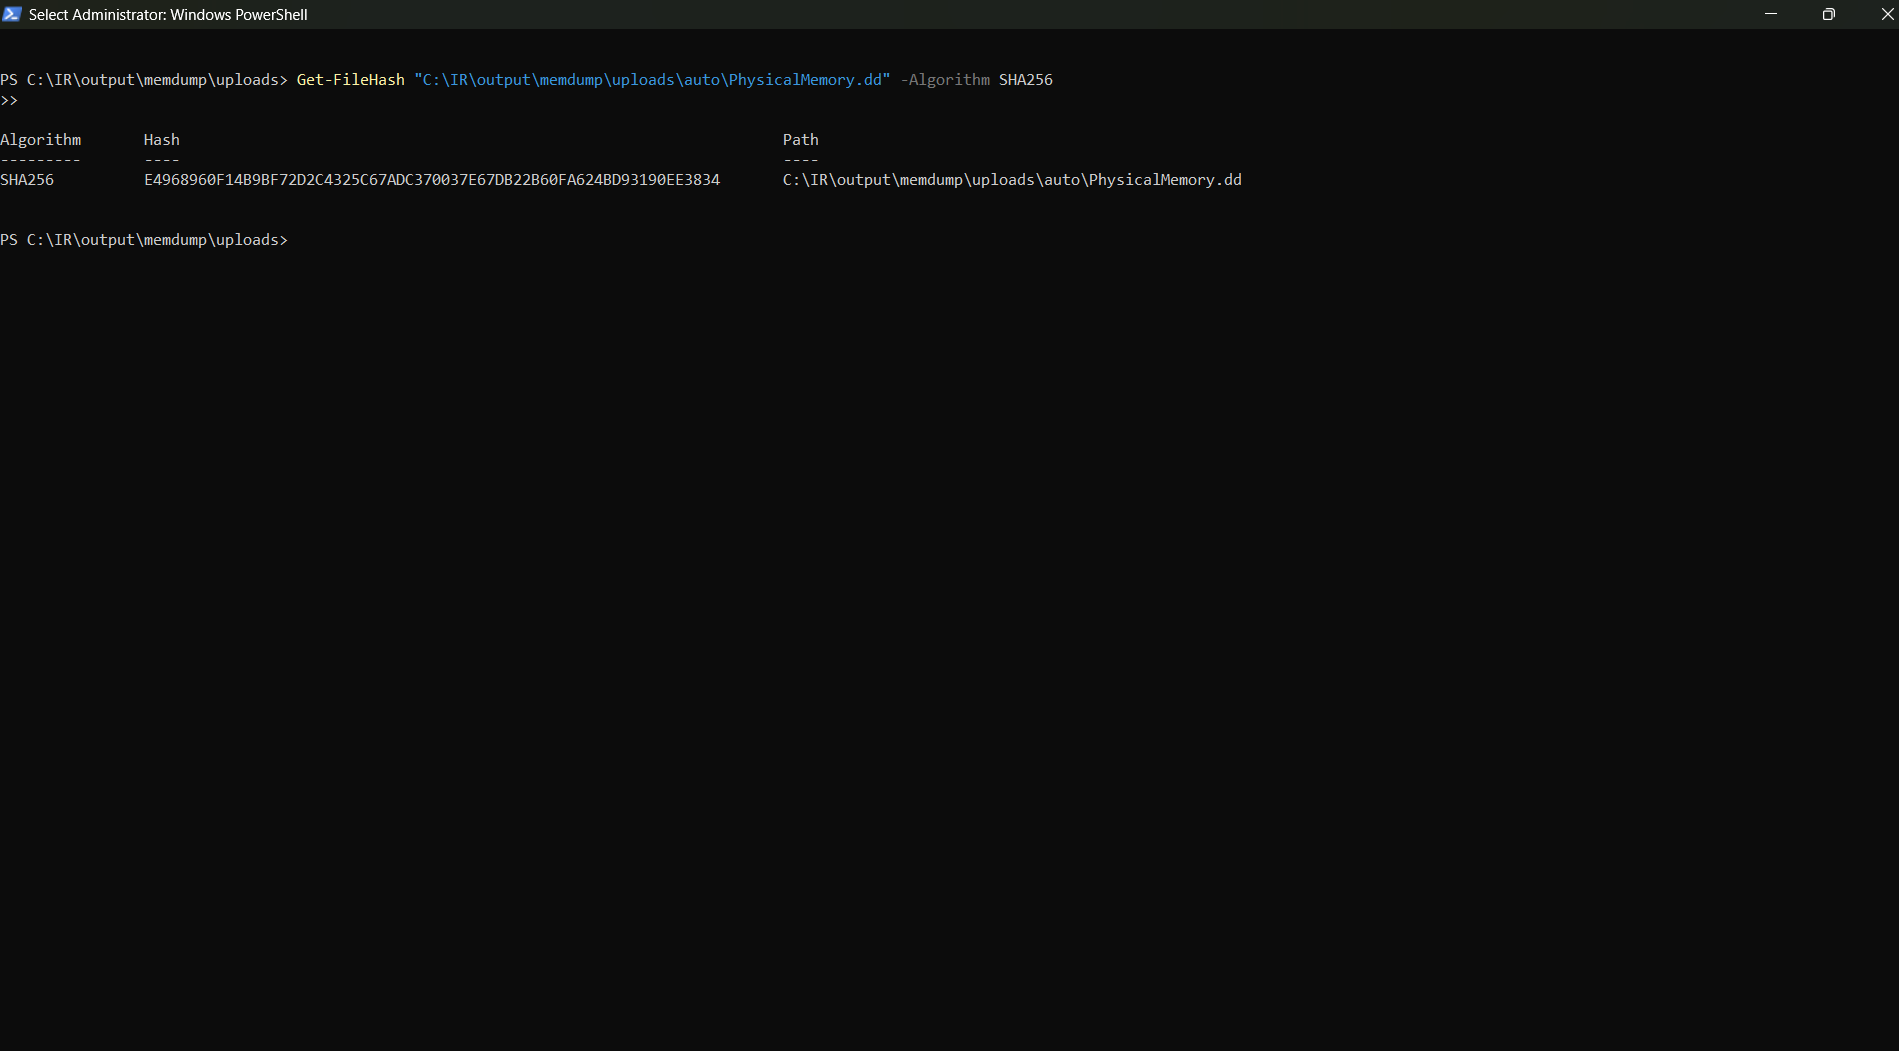 Select Administrator: Windows PowerShell
PS C:\IR\output\memdump\uploads> Get-FileHash "C:\IR\output\memdump\uploads\auto\PhysicalMemory.dd" -Algorithm SHA256
>>
Algorithm       Hash                                                                   Path
---------       ----                                                                   ----
SHA256          E4968960F14B9BF72D2C4325C67ADC370037E67DB22B60FA624BD93190EE3834       C:\IR\output\memdump\uploads\auto\PhysicalMemory.dd
PS C:\IR\output\memdump\uploads>